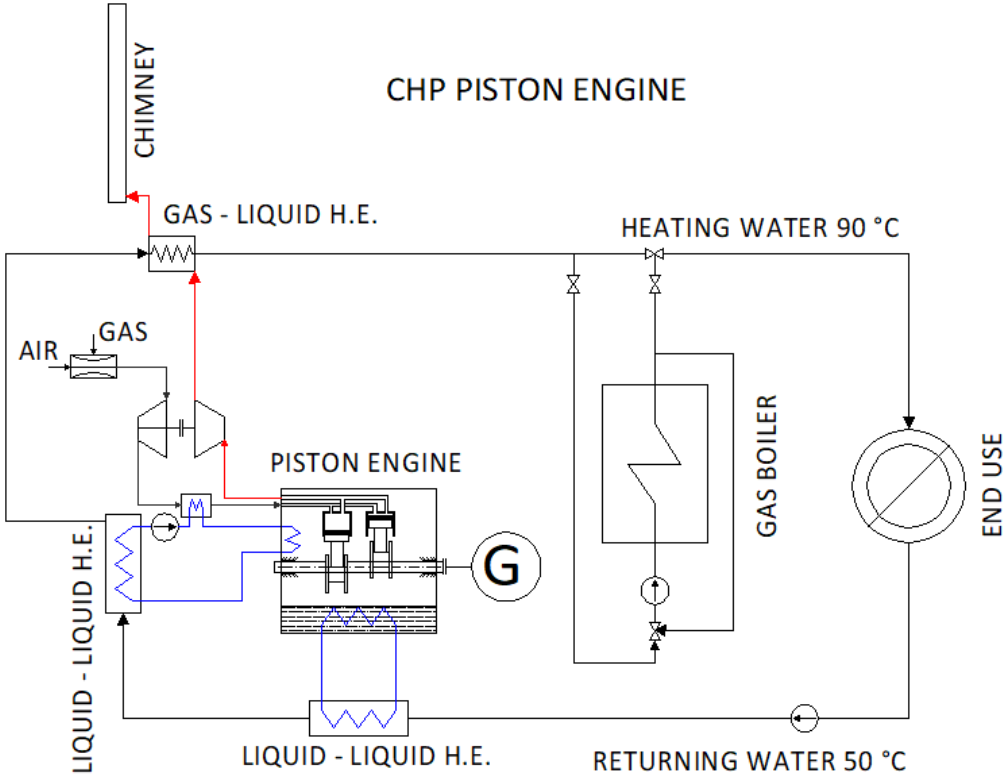 CHP PISTON ENGINE
CHIMNEY
GAS - LIQUID H.E.
HEATING WATER 90 °C
GAS
AIR
PISTON ENGINE
GAS BOILER
END USE
G
LIQUID - LIQUID H.E.
LIQUID - LIQUID H.E.
RETURNING WATER 50 °C